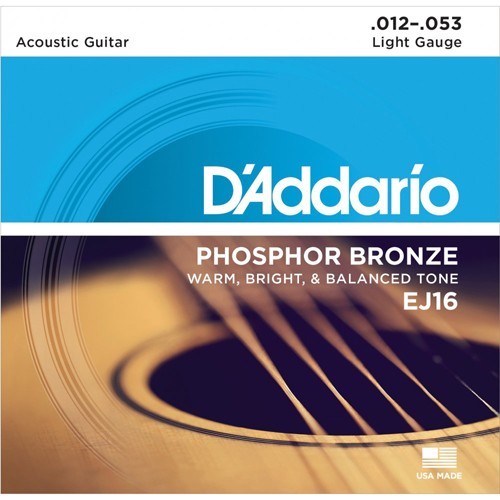 Acoustic Guitar
.012–.053
Light Gauge
D'Addario
PHOSPHOR BRONZE
WARM, BRIGHT, & BALANCED TONE
EJ16
USA MADE